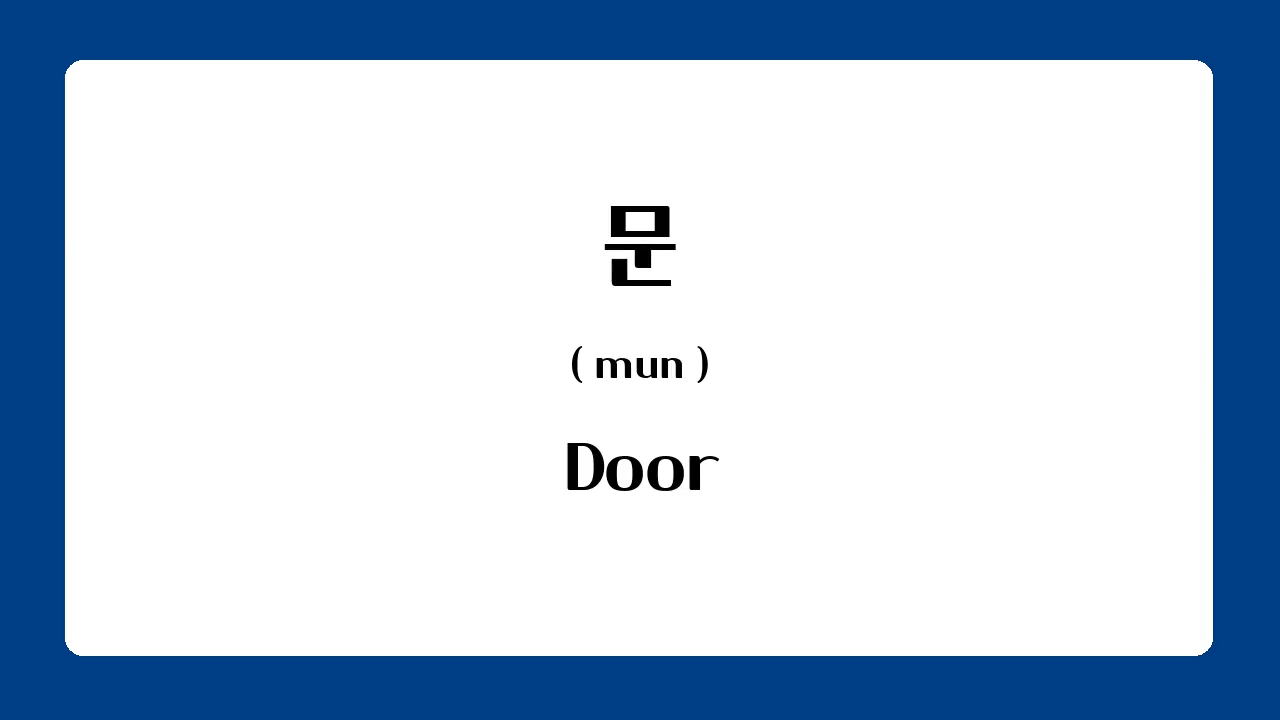 문
( mun )
Door